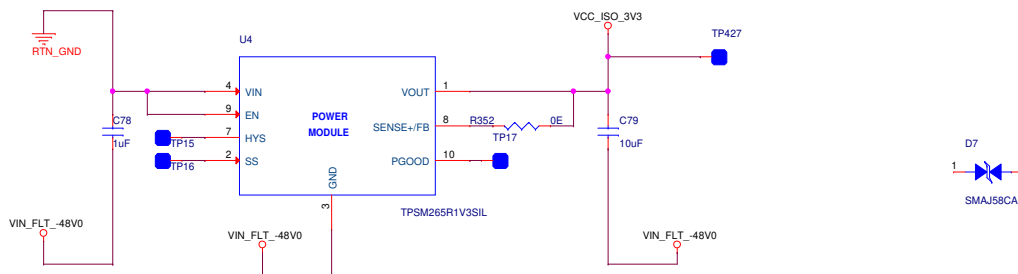 VCC_ISO_3V3
TP427
U4
RTN_GND
4 VIN VOUT 1
9 EN
C78
1uF
POWER
MODULE
7 HYS
TP15
SENSE+/FB 8 R352 0E
TP17
C79
10uF
2 SS
TP16
PGOOD 10
GND
3
TPSM265R1V3SIL
D7
1
SMAJ58CA
VIN_FLT_-48V0
VIN_FLT_-48V0
VIN_FLT_-48V0